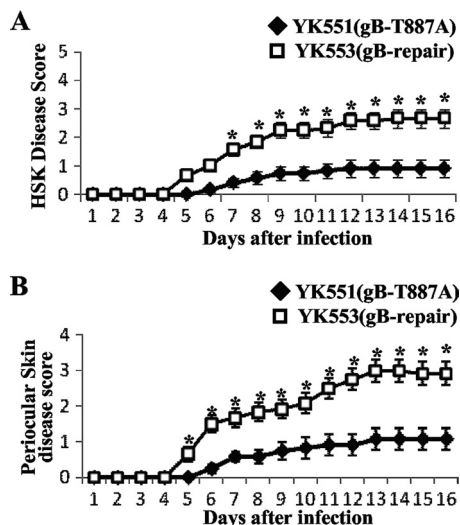 A
YK551(gB-T887A)
YK553(gB-repair)
HSK Disease Score
5
4
3
2
1
0
* * * * * * * * * *
1 2 3 4 5 6 7 8 9 10 11 12 13 14 15 16
Days after infection
B
YK551(gB-T887A)
YK553(gB-repair)
Periocular Skin
disease score
4
3
2
1
0
* * * * * * * * * * * *
1 2 3 4 5 6 7 8 9 10 11 12 13 14 15 16
Days after infection